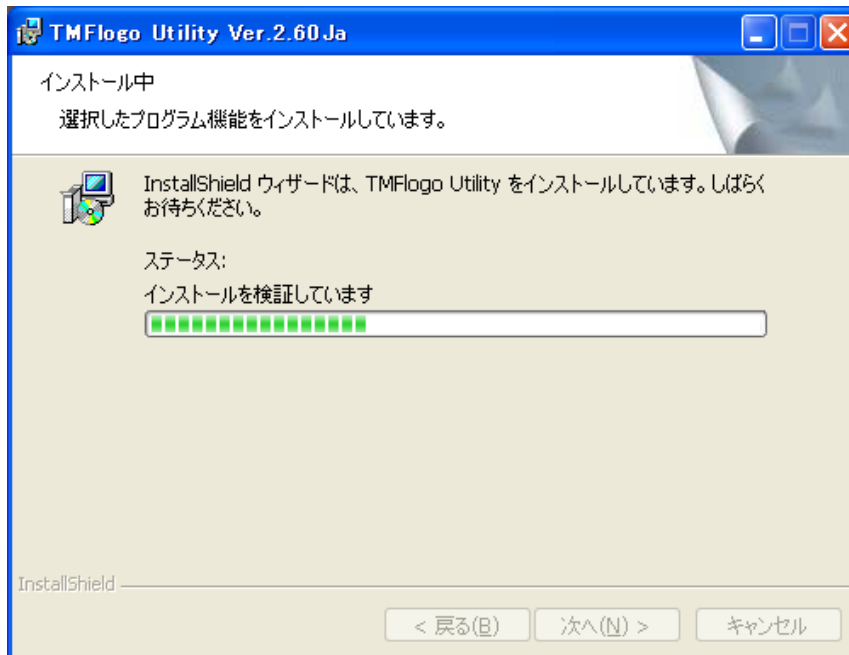 TMFlogo Utility Ver.2.60Ja
インストール中
選択したプログラム機能をインストールしています。
InstallShield ウィザードは、TMFlogo Utility をインストールしています。しばらく
お待ちください。
ステータス:
インストールを検証しています
InstallShield
< 戻る(B) 次へ(N) > キャンセル